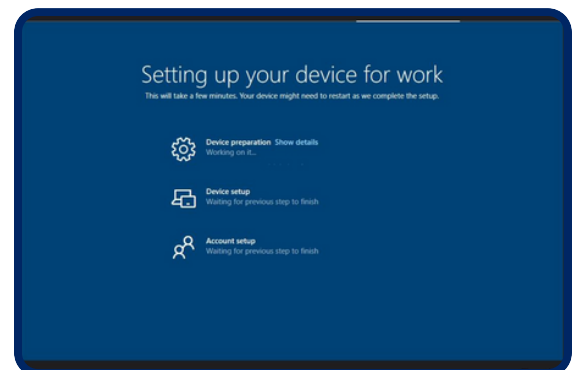 Setting up your device for work
This will take a few minutes. Your device might need to restart as we complete the setup.
Device preparation Show details
Working on it...
Device setup
Waiting for previous step to finish
Account setup
Waiting for previous step to finish